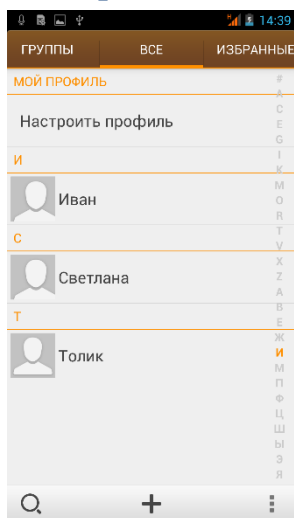 14:39
ГРУППЫ ВСЕ ИЗБРАННЫЕ
МОЙ ПРОФИЛЬ
Настроить профиль
И
Иван
С
Светлана
Т
Толик
#
A
C
E
G
I
K
M
O
R
T
V
X
Z
А
В
Е
Ж
И
М
П
Ф
Ц
Ш
Ы
Э
Я